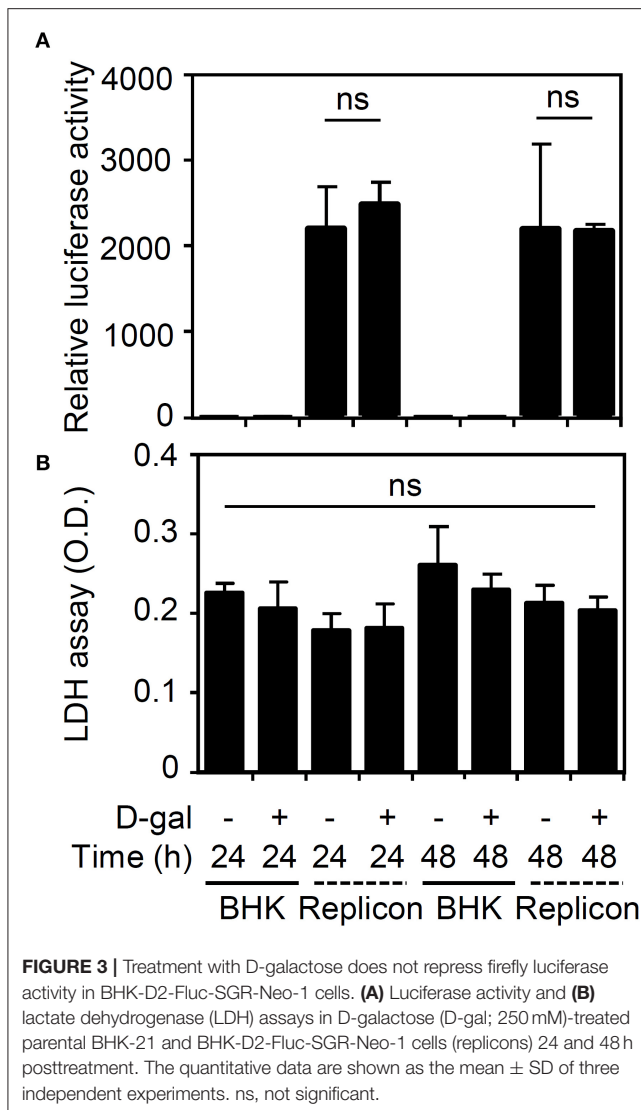 A
Relative luciferase activity
4000
3000
2000
1000
0
ns
ns
B
LDH assay (O.D.)
0.4
0.3
0.2
0.1
0
ns
D-gal - + - + - + - +
Time (h) 24 24 24 24 48 48 48 48
BHK Replicon BHK Replicon
FIGURE 3 | Treatment with D-galactose does not repress firefly luciferase
activity in BHK-D2-Fluc-SGR-Neo-1 cells. (A) Luciferase activity and (B)
lactate dehydrogenase (LDH) assays in D-galactose (D-gal; 250 mM)-treated
parental BHK-21 and BHK-D2-Fluc-SGR-Neo-1 cells (replicons) 24 and 48 h
posttreatment. The quantitative data are shown as the mean ± SD of three
independent experiments. ns, not significant.